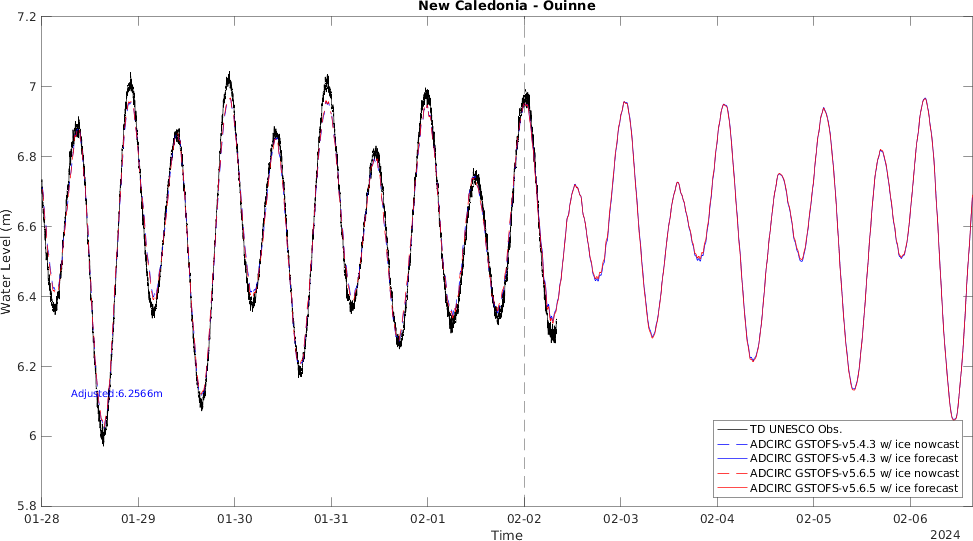 New Caledonia - Ouinne
7.2
7
6.8
6.6
6.4
6.2
6
5.8
Water Level (m)
Adjusted:6.2566m
TD UNESCO Obs.
ADCIRC GSTOFS-v5.4.3 w/ ice nowcast
ADCIRC GSTOFS-v5.4.3 w/ ice forecast
ADCIRC GSTOFS-v5.6.5 w/ ice nowcast
ADCIRC GSTOFS-v5.6.5 w/ ice forecast
01-28 01-29 01-30 01-31 02-01 02-02 02-03 02-04 02-05 02-06
Time
2024